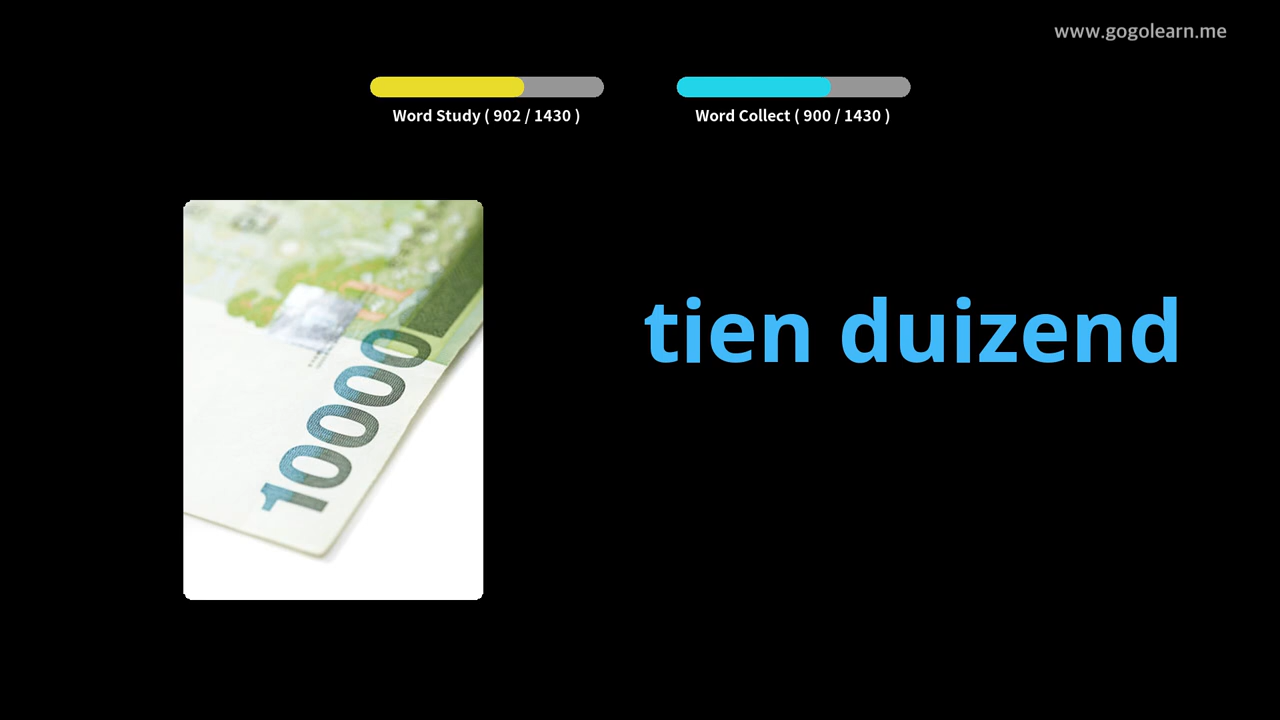 www.gogolearn.me
Word Study ( 902 / 1430 )
Word Collect ( 900 / 1430 )
10000
tien duizend